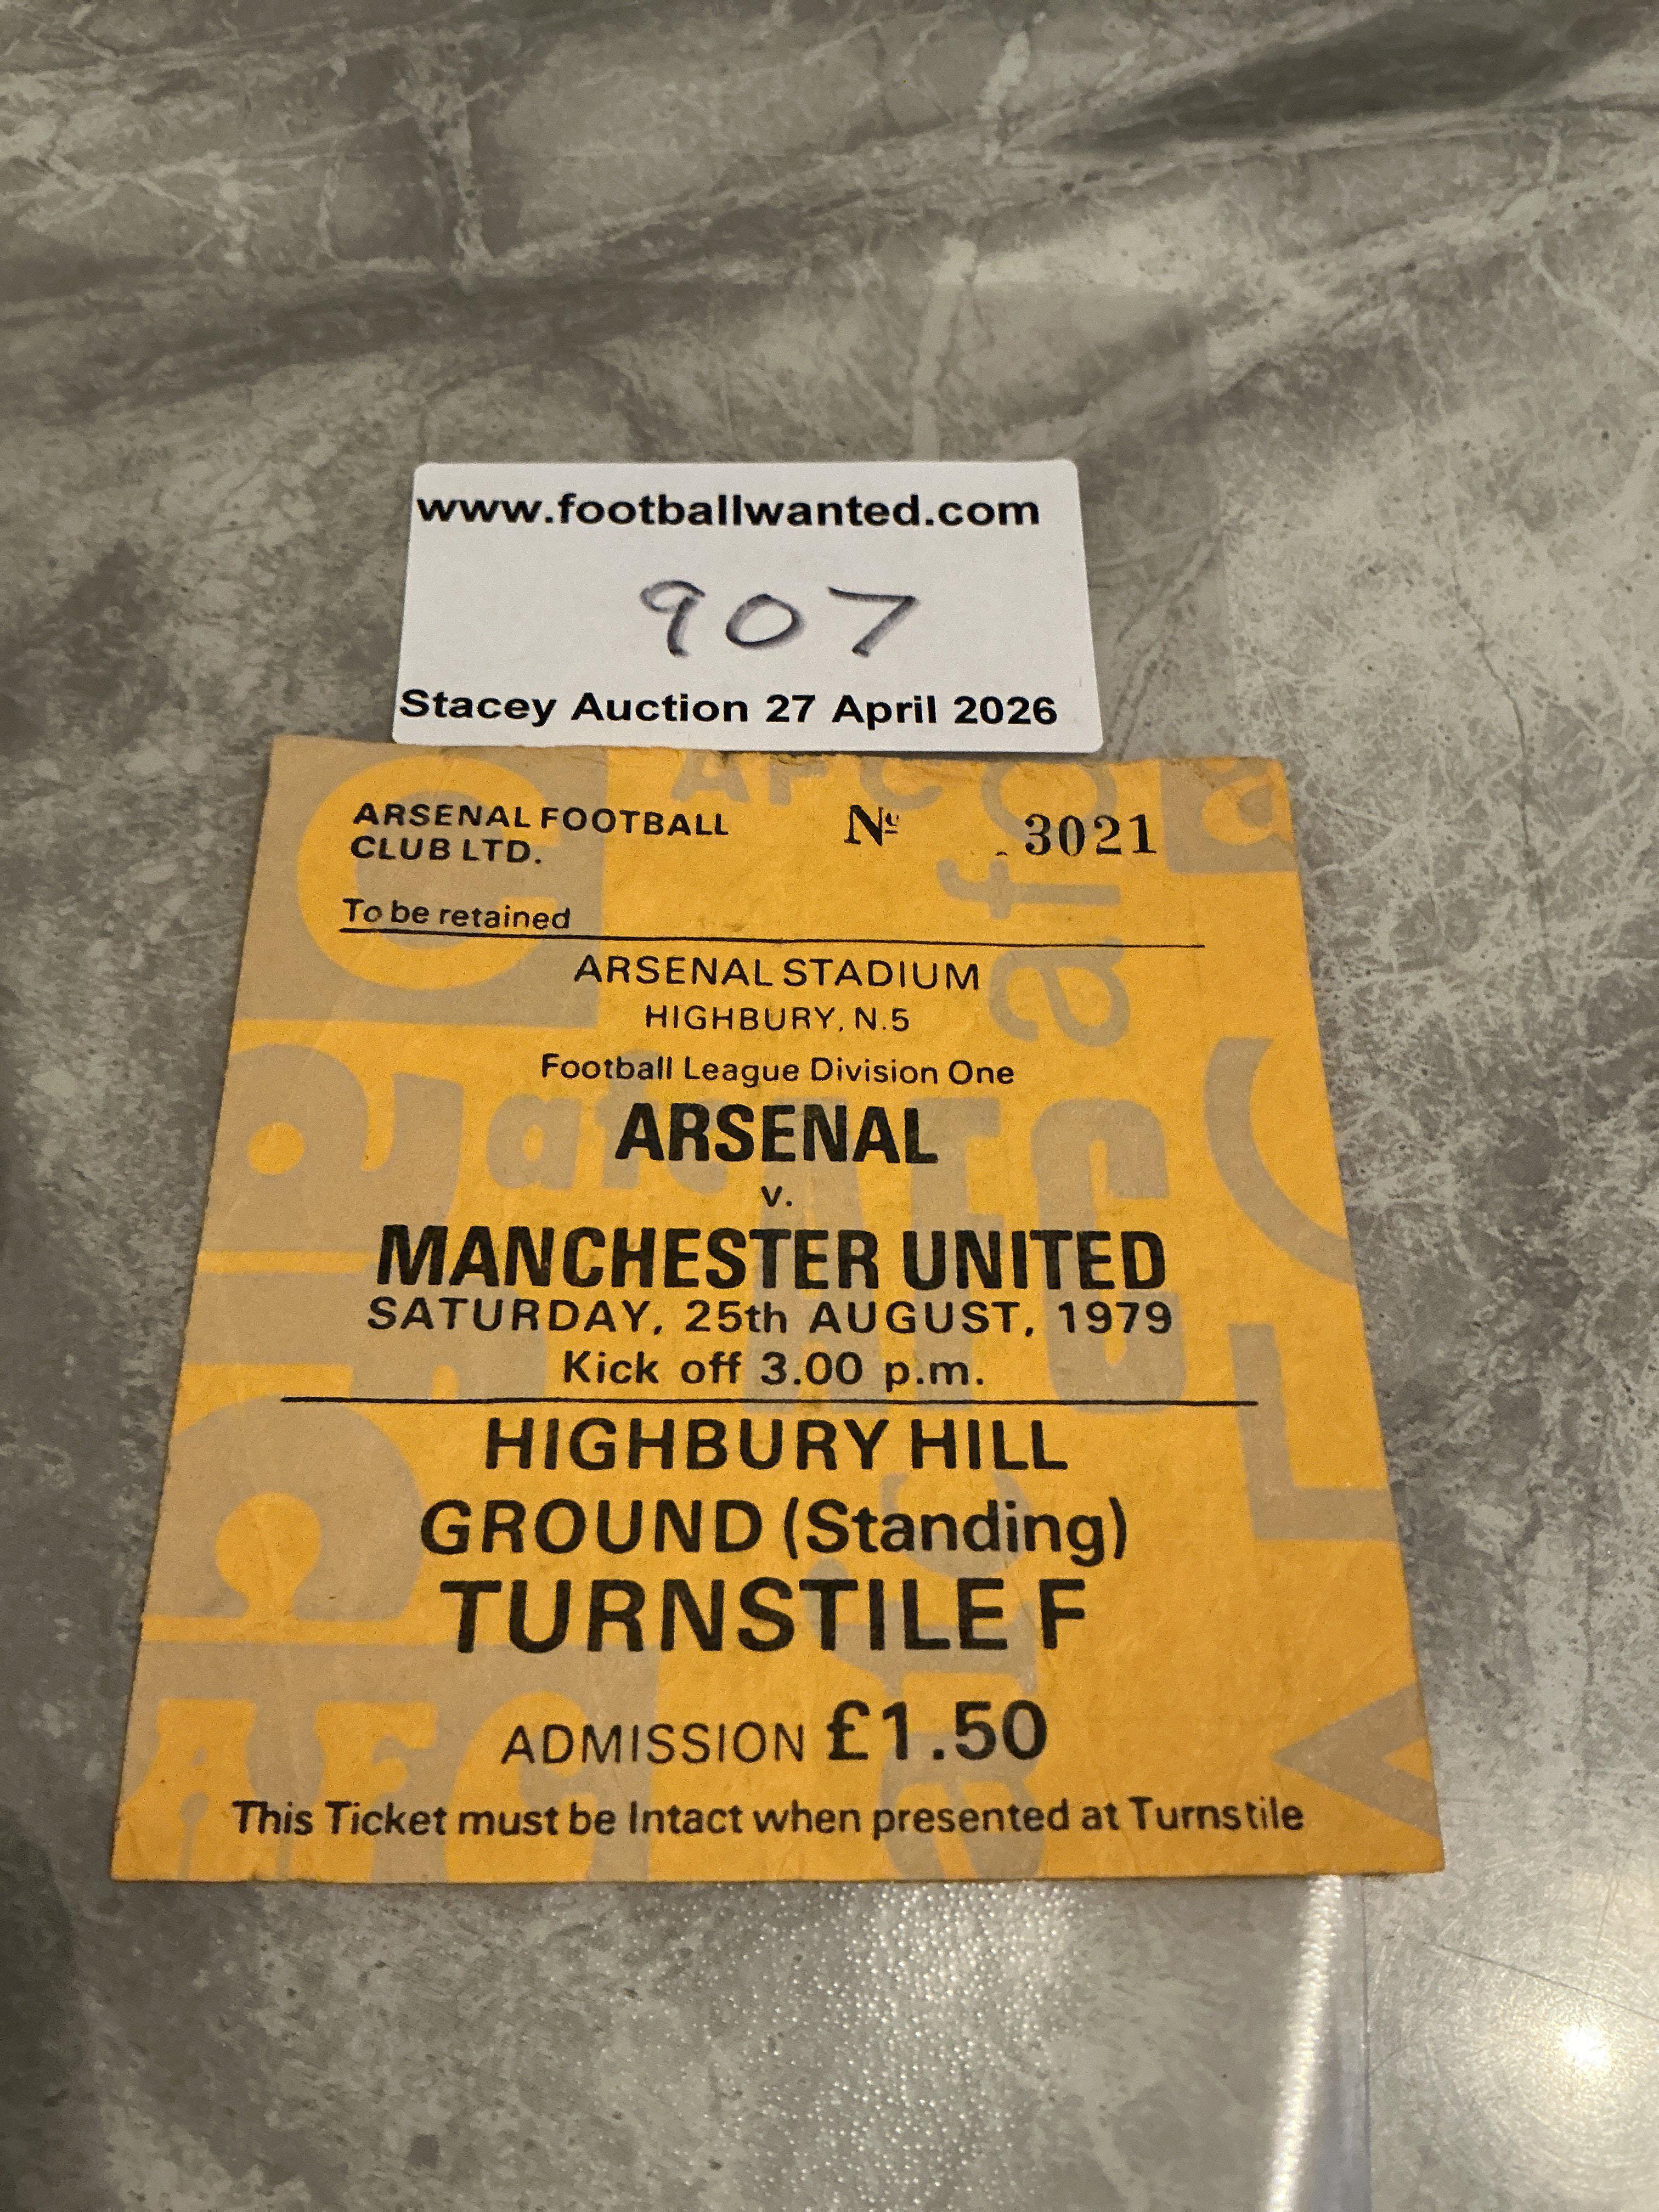 www.footballwanted.com
907
Stacey Auction 27 April 2026
ARSENAL FOOTBALL
CLUB LTD.
Nº 3021
To be retained
ARSENAL STADIUM
HIGHBURY, N.5
Football League Division One
ARSENAL
v.
MANCHESTER UNITED
SATURDAY, 25th AUGUST, 1979
Kick off 3.00 p.m.
HIGHBURY HILL
GROUND (Standing)
TURNSTILE F
ADMISSION £1.50
This Ticket must be Intact when presented at Turnstile